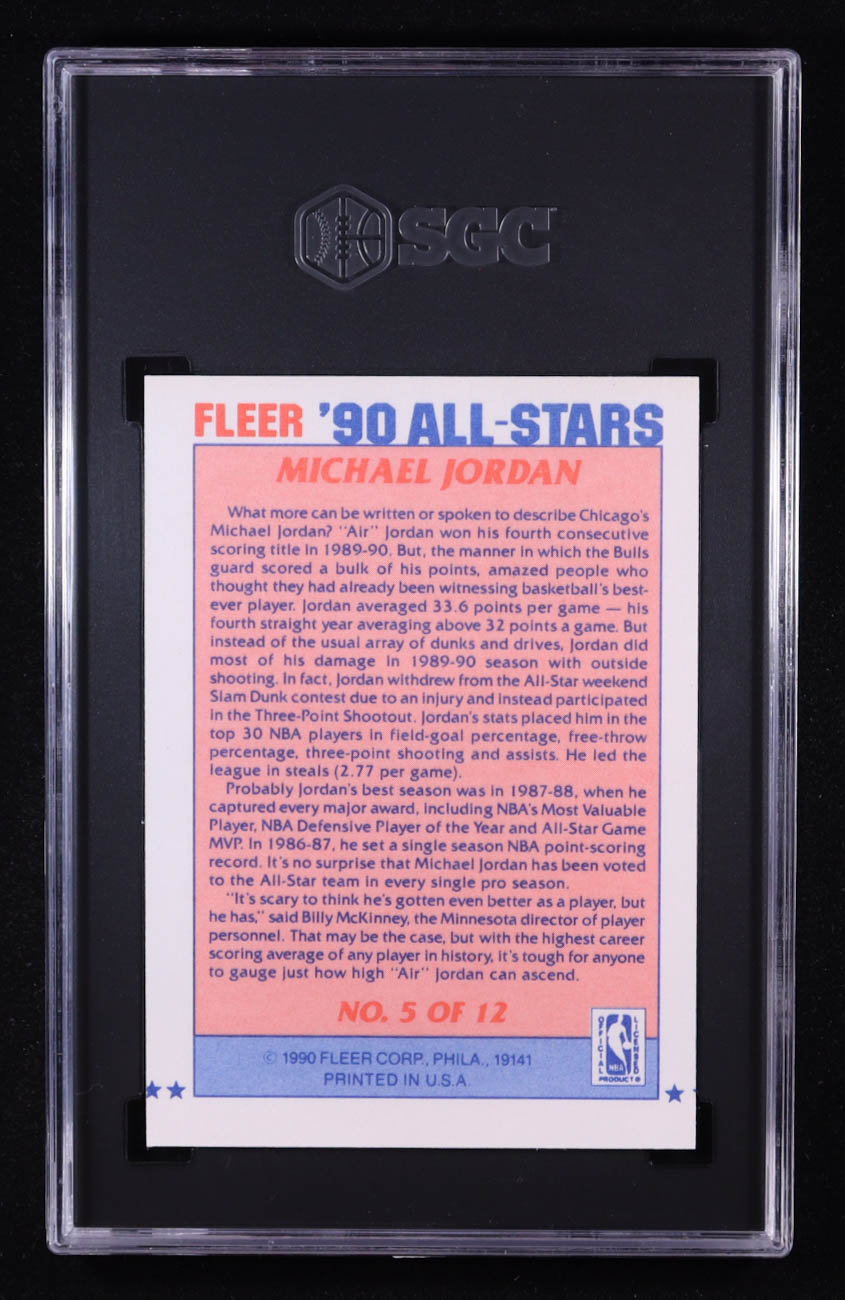 SGC
FLEER '90 ALL-STARS
MICHAEL JORDAN
What more can be written or spoken to describe Chicago's
Michael Jordan? "Air" Jordan won his fourth consecutive
scoring title in 1989-90. But, the manner in which the Bulls
guard scored a bulk of his points, amazed people who
thought they had already been witnessing basketball's best-
ever player. Jordan averaged 33.6 points per game — his
fourth straight year averaging above 32 points a game. But
instead of the usual array of dunks and drives, Jordan did
most of his damage in 1989-90 season with outside
shooting. In fact, Jordan withdrew from the All-Star weekend
Slam Dunk contest due to an injury and instead participated
in the Three-Point Shootout. Jordan's stats placed him in the
top 30 NBA players in field-goal percentage, free-throw
percentage, three-point shooting and assists. He led the
league in steals (2.77 per game).
Probably Jordan's best season was in 1987-88, when he
captured every major award, including NBA's Most Valuable
Player, NBA Defensive Player of the Year and All-Star Game
MVP. In 1986-87, he set a single season NBA point-scoring
record. It's no surprise that Michael Jordan has been voted
to the All-Star team in every single pro season.
"It's scary to think he's gotten even better as a player, but
he has," said Billy McKinney, the Minnesota director of player
personnel. That may be the case, but with the highest career
scoring average of any player in history, it's tough for anyone
to gauge just how high "Air" Jordan can ascend.
NO. 5 OF 12
© 1990 FLEER CORP., PHILA., 19141
PRINTED IN U.S.A.
OFFICIAL
LICENSED
NBA
PRODUCT ®